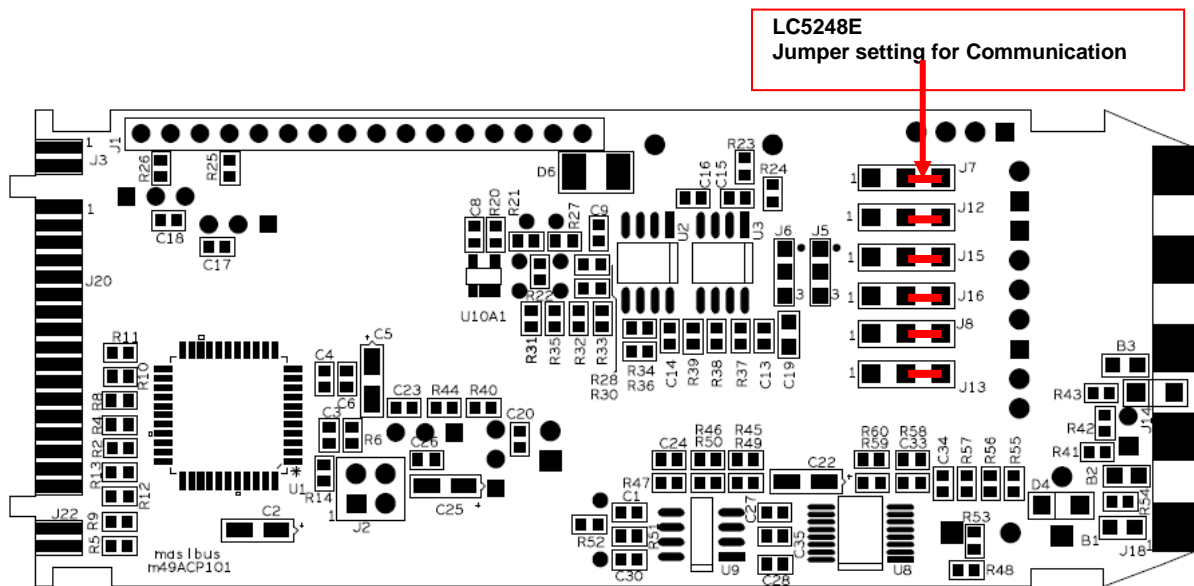 LC5248E
Jumper setting for Communication
1
J3
J1
R26
R25
D6
R23
R24
C16
C15
J7
1
C18
C17
C8
R20
R21
R27
C9
U2
U3
J6
J5
J12
1
J20
1
J15
1
R22
U10A1
3
3
J16
1
R11
R10
C4
C6
C5
R31
R35
R32
R33
R34
R36
R28
R30
C14
R39
R38
R37
C13
C19
J8
1
J13
1
B3
R8
R4
R2
R13
R12
R9
R5
C3
R6
C23
R44
R40
C20
R43
R42
R41
J14
U1
R14
J2
1
C26
C25
C2
C24
R46
R50
R45
R49
R47
C22
R60
R59
R58
C33
C34
R57
R56
R55
D4
B2
R54
B1
J18
1
J22
maslbus
m49ACP101
R52
C1
C30
R51
U9
C27
C35
C28
U8
R53
R48